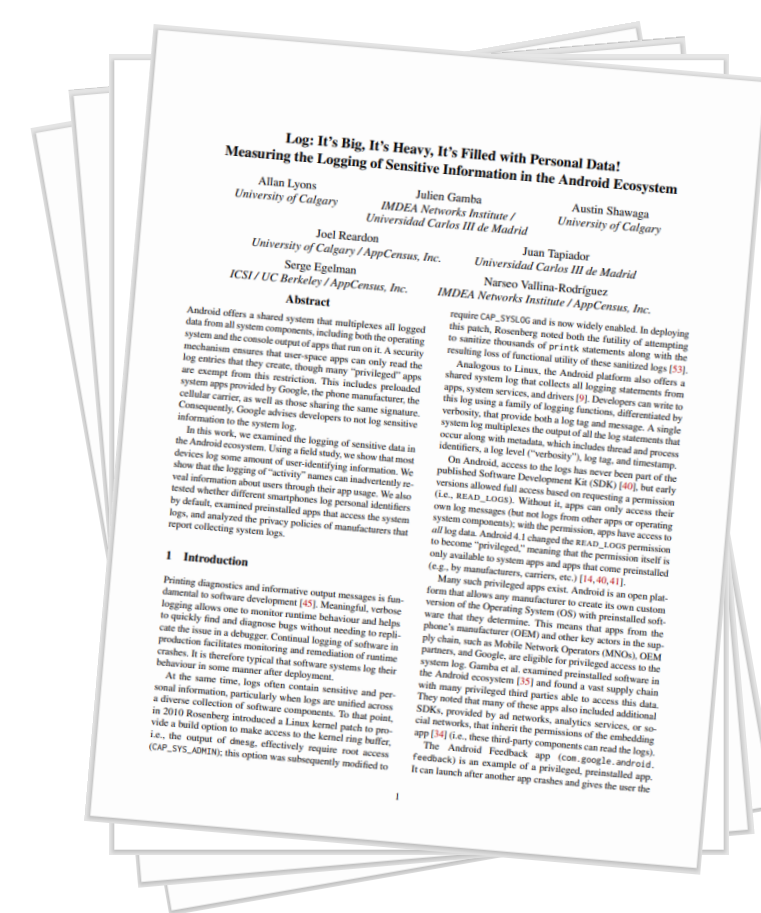 Log: It's Big, It's Heavy, It's Filled with Personal Data!
Measuring the Logging of Sensitive Information in the Android Ecosystem
Allan Lyons
University of Calgary
Julien Gamba
IMDEA Networks Institute /
Universidad Carlos III de Madrid
Austin Shawaga
University of Calgary
Joel Reardon
University of Calgary / AppCensus, Inc.
Juan Tapiador
Universidad Carlos III de Madrid
Serge Egelman
ICSI / UC Berkeley / AppCensus, Inc.
Narseo Vallina-Rodríguez
IMDEA Networks Institute / AppCensus, Inc.
Abstract
Android offers a shared system that multiplexes all logged
data from all system components, including both the operating
system and the console output of apps that run on it. A security
mechanism ensures that user-space apps can only read the
log entries that they create, though many "privileged" apps
are exempt from this restriction. This includes preloaded
system apps provided by Google, the phone manufacturer, the
cellular carrier, as well as those sharing the same signature.
Consequently, Google advises developers to not log sensitive
information to the system log.
In this work, we examined the logging of sensitive data in
the Android ecosystem. Using a field study, we show that most
devices log some amount of user-identifying information. We
show that the logging of "activity" names can inadvertently re-
veal information about users through their app usage. We also
tested whether different smartphones log personal identifiers
by default, examined preinstalled apps that access the system
logs, and analyzed the privacy policies of manufacturers that
report collecting system logs.
1 Introduction
Printing diagnostics and informative output messages is fun-
damental to software development [45]. Meaningful, verbose
logging allows one to monitor runtime behaviour and helps
to quickly find and diagnose bugs without needing to repli-
cate the issue in a debugger. Continual logging of software in
production facilitates monitoring and remediation of runtime
crashes. It is therefore typical that software systems log their
behaviour in some manner after deployment.
At the same time, logs often contain sensitive and per-
sonal information, particularly when logs are unified across
a diverse collection of software components. To that point,
in 2010 Rosenberg introduced a Linux kernel patch to pro-
vide a build option to make access to the kernel ring buffer,
i.e., the output of dmesg, effectively require root access
(CAP_SYS_ADMIN); this option was subsequently modified to
require CAP_SYSLOG and is now widely enabled. In deploying
this patch, Rosenberg noted both the futility of attempting
to sanitize thousands of printk statements along with the
resulting loss of functional utility of these sanitized logs [53].
Analogous to Linux, the Android platform also offers a
shared system log that collects all logging statements from
apps, system services, and drivers [9]. Developers can write to
this log using a family of logging functions, differentiated by
verbosity, that provide both a log tag and message. A single
system log multiplexes the output of all the log statements that
occur along with metadata, which includes thread and process
identifiers, a log level ("verbosity"), log tag, and timestamp.
On Android, access to the logs has never been part of the
published Software Development Kit (SDK) [40], but early
versions allowed full access based on requesting a permission
(i.e., READ_LOGS). Without it, apps can only access their
own log messages (but not logs from other apps or operating
system components); with the permission, apps have access to
all log data. Android 4.1 changed the READ_LOGS permission
to become "privileged," meaning that the permission itself is
only available to system apps and apps that come preinstalled
(e.g., by manufacturers, carriers, etc.) [14,40,41].
Many such privileged apps exist. Android is an open plat-
form that allows any manufacturer to create its own custom
version of the Operating System (OS) with preinstalled soft-
ware that they determine. This means that apps from the
phone's manufacturer (OEM) and other key actors in the sup-
ply chain, such as Mobile Network Operators (MNOs), OEM
partners, and Google, are eligible for privileged access to the
system log. Gamba et al. examined preinstalled software in
the Android ecosystem [35] and found a vast supply chain
with many privileged third parties able to access this data.
They noted that many of these apps also included additional
SDKs, provided by ad networks, analytics services, or so-
cial networks, that inherit the permissions of the embedding
app [34] (i.e., these third-party components can read the logs).
The Android Feedback app (com.google.android.
feedback) is an example of a privileged, preinstalled app.
It can launch after another app crashes and gives the user the
1